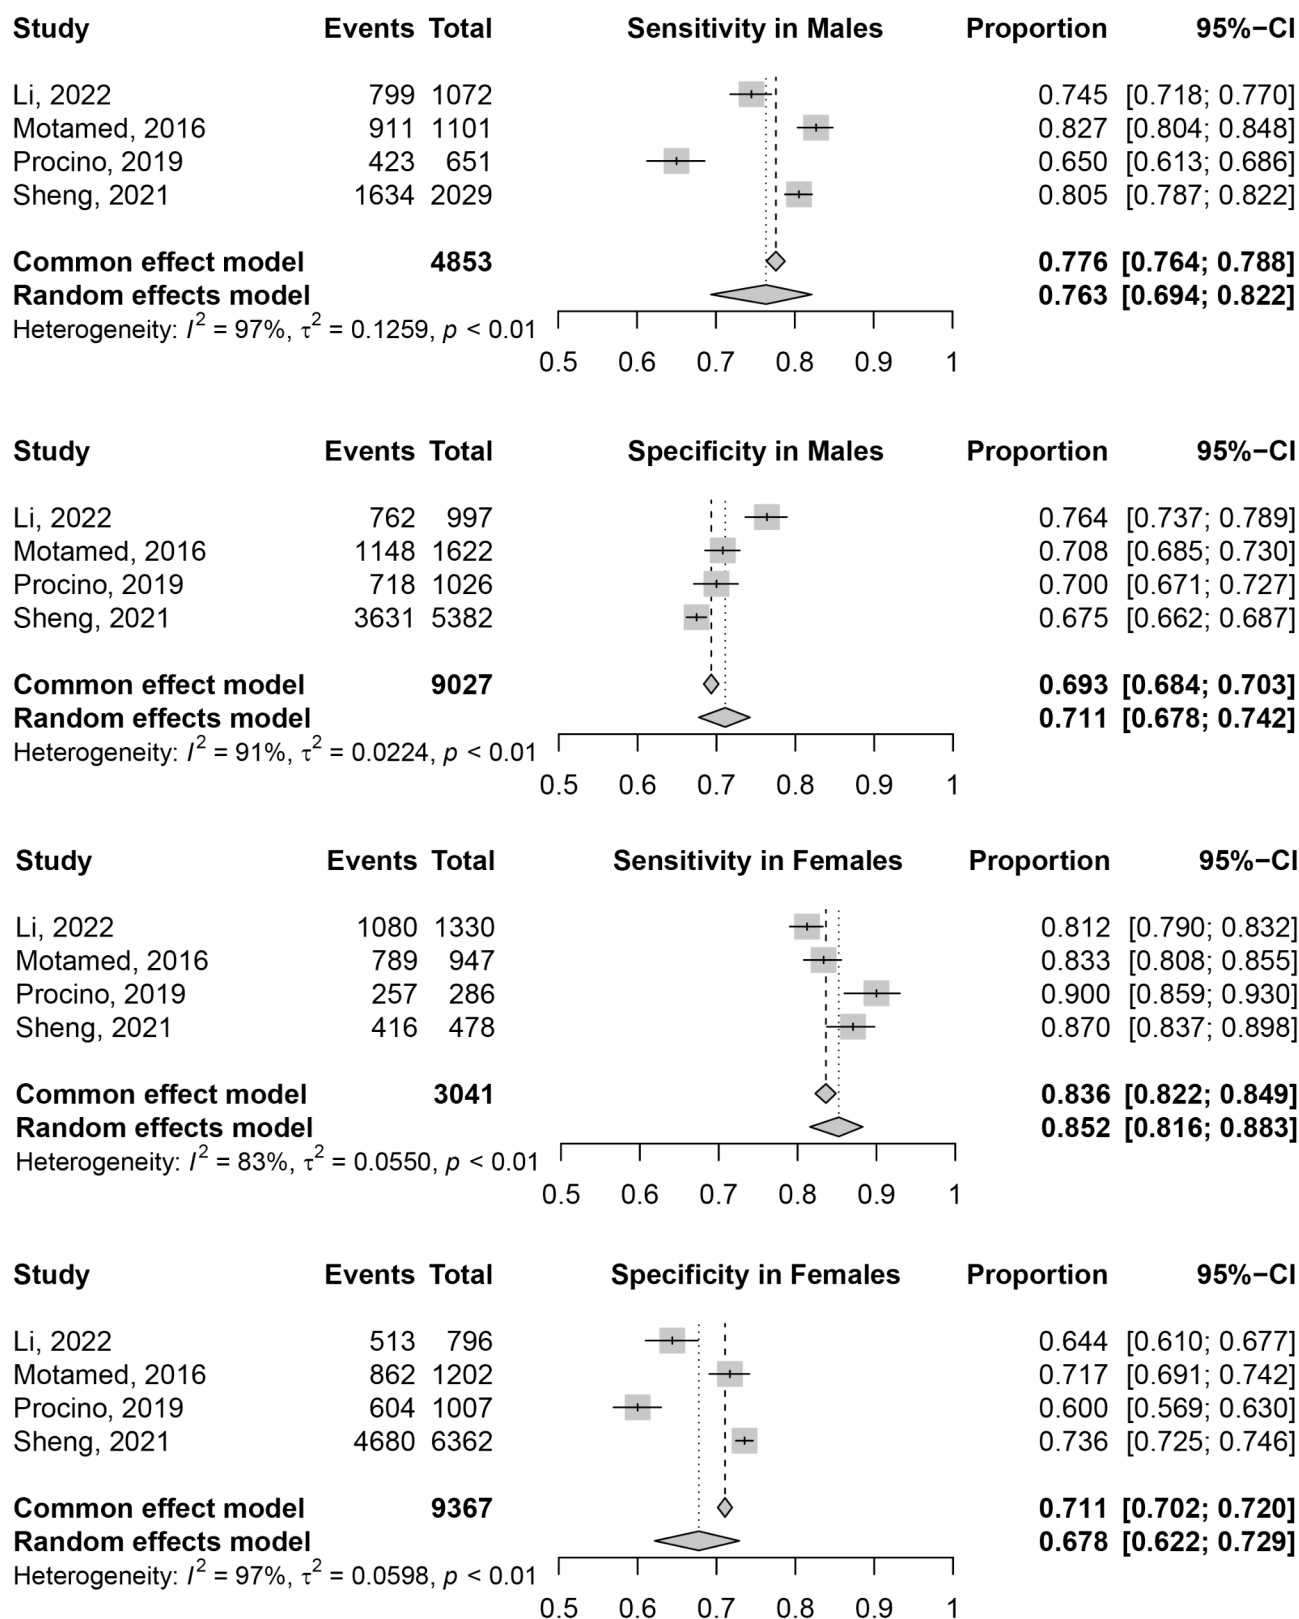 Study Events Total Sensitivity in Males Proportion 95%−CI
Li, 2022 799 1072 0.745 [0.718; 0.770]
Motamed, 2016 911 1101 0.827 [0.804; 0.848]
Procino, 2019 423 651 0.650 [0.613; 0.686]
Sheng, 2021 1634 2029 0.805 [0.787; 0.822]
Common effect model 4853 0.776 [0.764; 0.788]
Random effects model 0.763 [0.694; 0.822]
Heterogeneity: I² = 97%, τ² = 0.1259, p < 0.01
0.5 0.6 0.7 0.8 0.9 1
Study Events Total Specificity in Males Proportion 95%−CI
Li, 2022 762 997 0.764 [0.737; 0.789]
Motamed, 2016 1148 1622 0.708 [0.685; 0.730]
Procino, 2019 718 1026 0.700 [0.671; 0.727]
Sheng, 2021 3631 5382 0.675 [0.662; 0.687]
Common effect model 9027 0.693 [0.684; 0.703]
Random effects model 0.711 [0.678; 0.742]
Heterogeneity: I² = 91%, τ² = 0.0224, p < 0.01
0.5 0.6 0.7 0.8 0.9 1
Study Events Total Sensitivity in Females Proportion 95%−CI
Li, 2022 1080 1330 0.812 [0.790; 0.832]
Motamed, 2016 789 947 0.833 [0.808; 0.855]
Procino, 2019 257 286 0.900 [0.859; 0.930]
Sheng, 2021 416 478 0.870 [0.837; 0.898]
Common effect model 3041 0.836 [0.822; 0.849]
Random effects model 0.852 [0.816; 0.883]
Heterogeneity: I² = 83%, τ² = 0.0550, p < 0.01
0.5 0.6 0.7 0.8 0.9 1
Study Events Total Specificity in Females Proportion 95%−CI
Li, 2022 513 796 0.644 [0.610; 0.677]
Motamed, 2016 862 1202 0.717 [0.691; 0.742]
Procino, 2019 604 1007 0.600 [0.569; 0.630]
Sheng, 2021 4680 6362 0.736 [0.725; 0.746]
Common effect model 9367 0.711 [0.702; 0.720]
Random effects model 0.678 [0.622; 0.729]
Heterogeneity: I² = 97%, τ² = 0.0598, p < 0.01
0.5 0.6 0.7 0.8 0.9 1